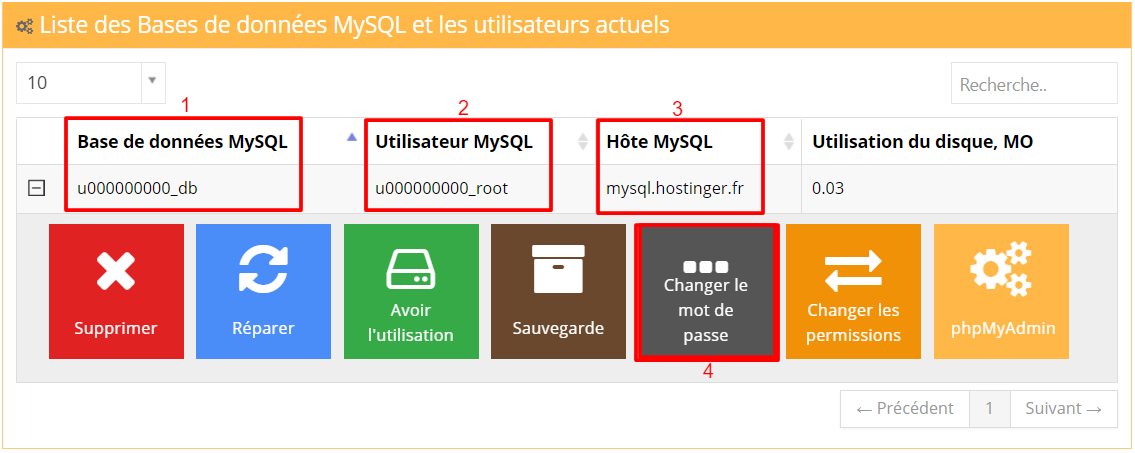 Liste des Bases de données MySQL et les utilisateurs actuels
10
Recherche..
1
2
3
Base de données MySQL
Utilisateur MySQL
Hôte MySQL
Utilisation du disque, MO
u000000000_db
u000000000_root
mysql.hostinger.fr
0.03
Supprimer
Réparer
Avoir
l'utilisation
Sauvegarde
Changer le
mot de
passe
Changer les
permissions
phpMyAdmin
4
← Précédent
1
Suivant →